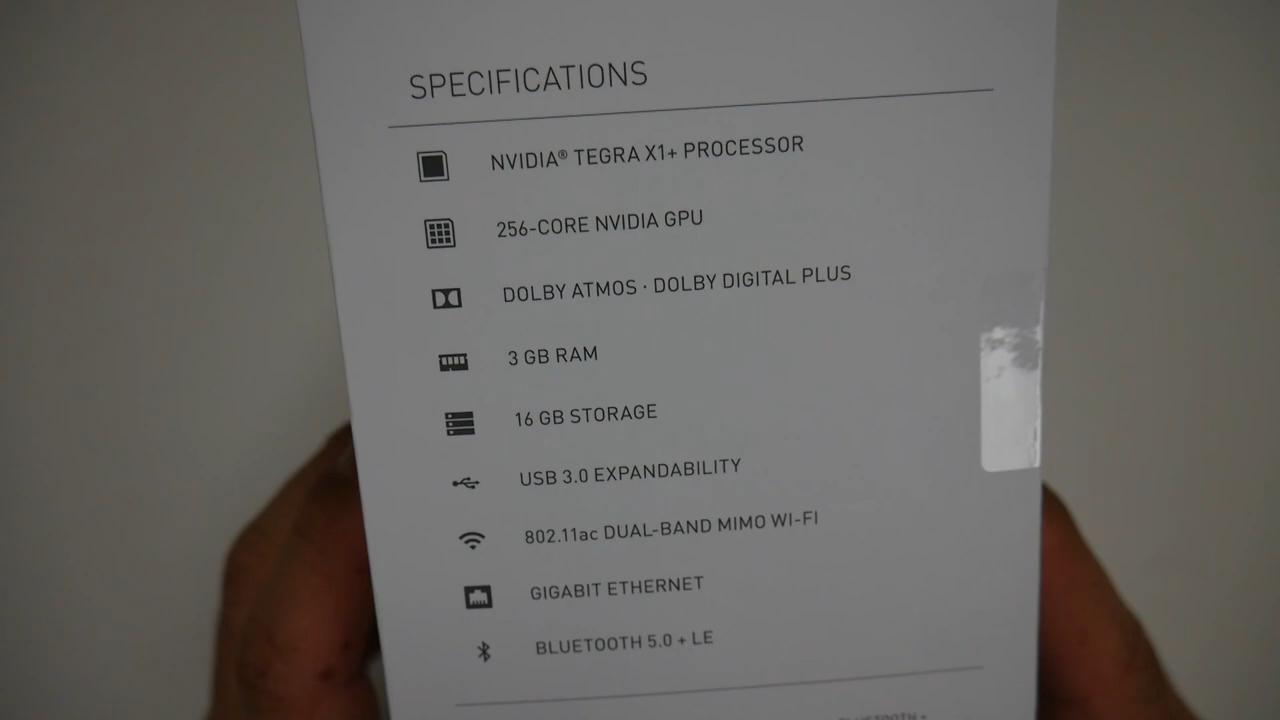 SPECIFICATIONS
NVIDIA® TEGRA X1+ PROCESSOR
256-CORE NVIDIA GPU
DOLBY ATMOS · DOLBY DIGITAL PLUS
3 GB RAM
16 GB STORAGE
USB 3.0 EXPANDABILITY
802.11ac DUAL-BAND MIMO WI-FI
GIGABIT ETHERNET
BLUETOOTH 5.0 + LE